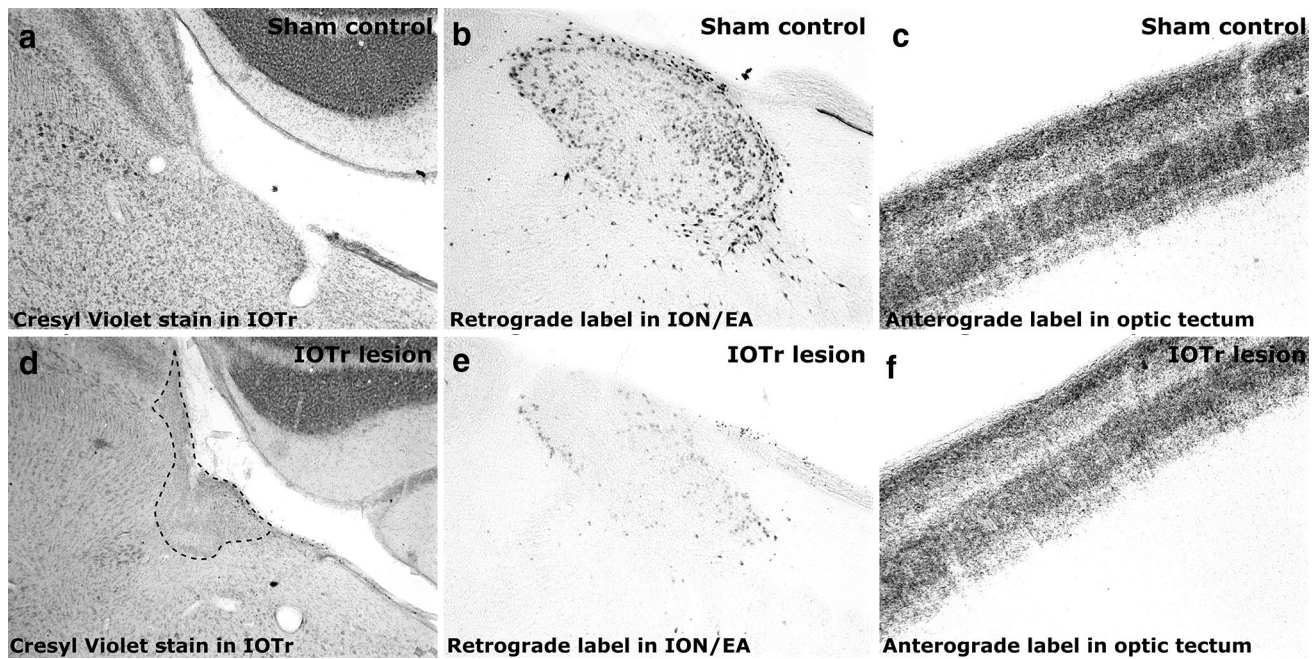 a
Sham control
Cresyl Violet stain in IOTr
b
Sham control
Retrograde label in ION/EA
c
Sham control
Anterograde label in optic tectum
d
IOTr lesion
Cresyl Violet stain in IOTr
e
IOTr lesion
Retrograde label in ION/EA
f
IOTr lesion
Anterograde label in optic tectum